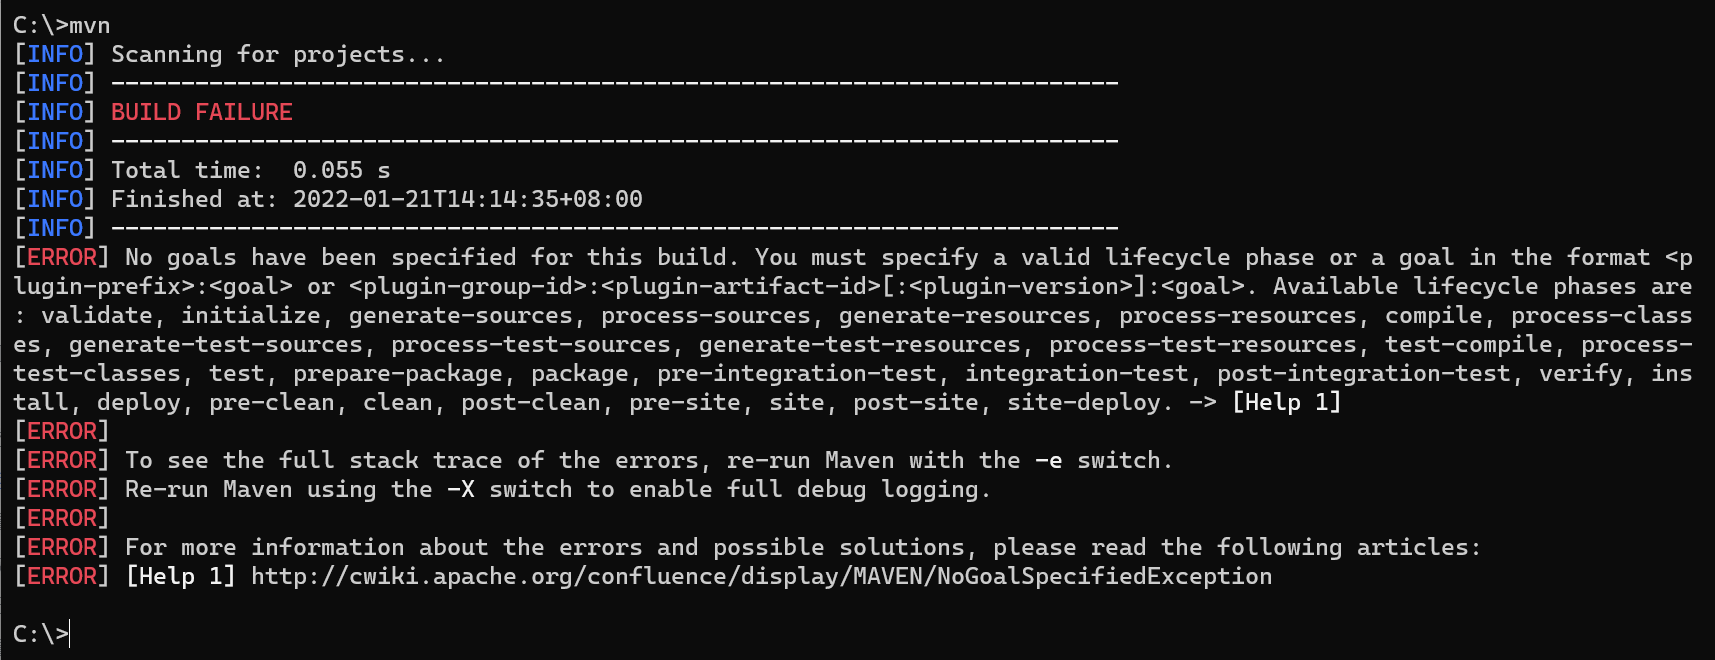 C:\>mvn
[INFO] Scanning for projects...
[INFO] ------------------------------------------------------------------------
[INFO] BUILD FAILURE
[INFO] ------------------------------------------------------------------------
[INFO] Total time:  0.055 s
[INFO] Finished at: 2022-01-21T14:14:35+08:00
[INFO] ------------------------------------------------------------------------
[ERROR] No goals have been specified for this build. You must specify a valid lifecycle phase or a goal in the format <p
lugin-prefix>:<goal> or <plugin-group-id>:<plugin-artifact-id>[:<plugin-version>]:<goal>. Available lifecycle phases are
: validate, initialize, generate-sources, process-sources, generate-resources, process-resources, compile, process-class
es, generate-test-sources, process-test-sources, generate-test-resources, process-test-resources, test-compile, process-
test-classes, test, prepare-package, package, pre-integration-test, integration-test, post-integration-test, verify, ins
tall, deploy, pre-clean, clean, post-clean, pre-site, site, post-site, site-deploy. -> [Help 1]
[ERROR]
[ERROR] To see the full stack trace of the errors, re-run Maven with the -e switch.
[ERROR] Re-run Maven using the -X switch to enable full debug logging.
[ERROR]
[ERROR] For more information about the errors and possible solutions, please read the following articles:
[ERROR] [Help 1] http://cwiki.apache.org/confluence/display/MAVEN/NoGoalSpecifiedException
C:\>